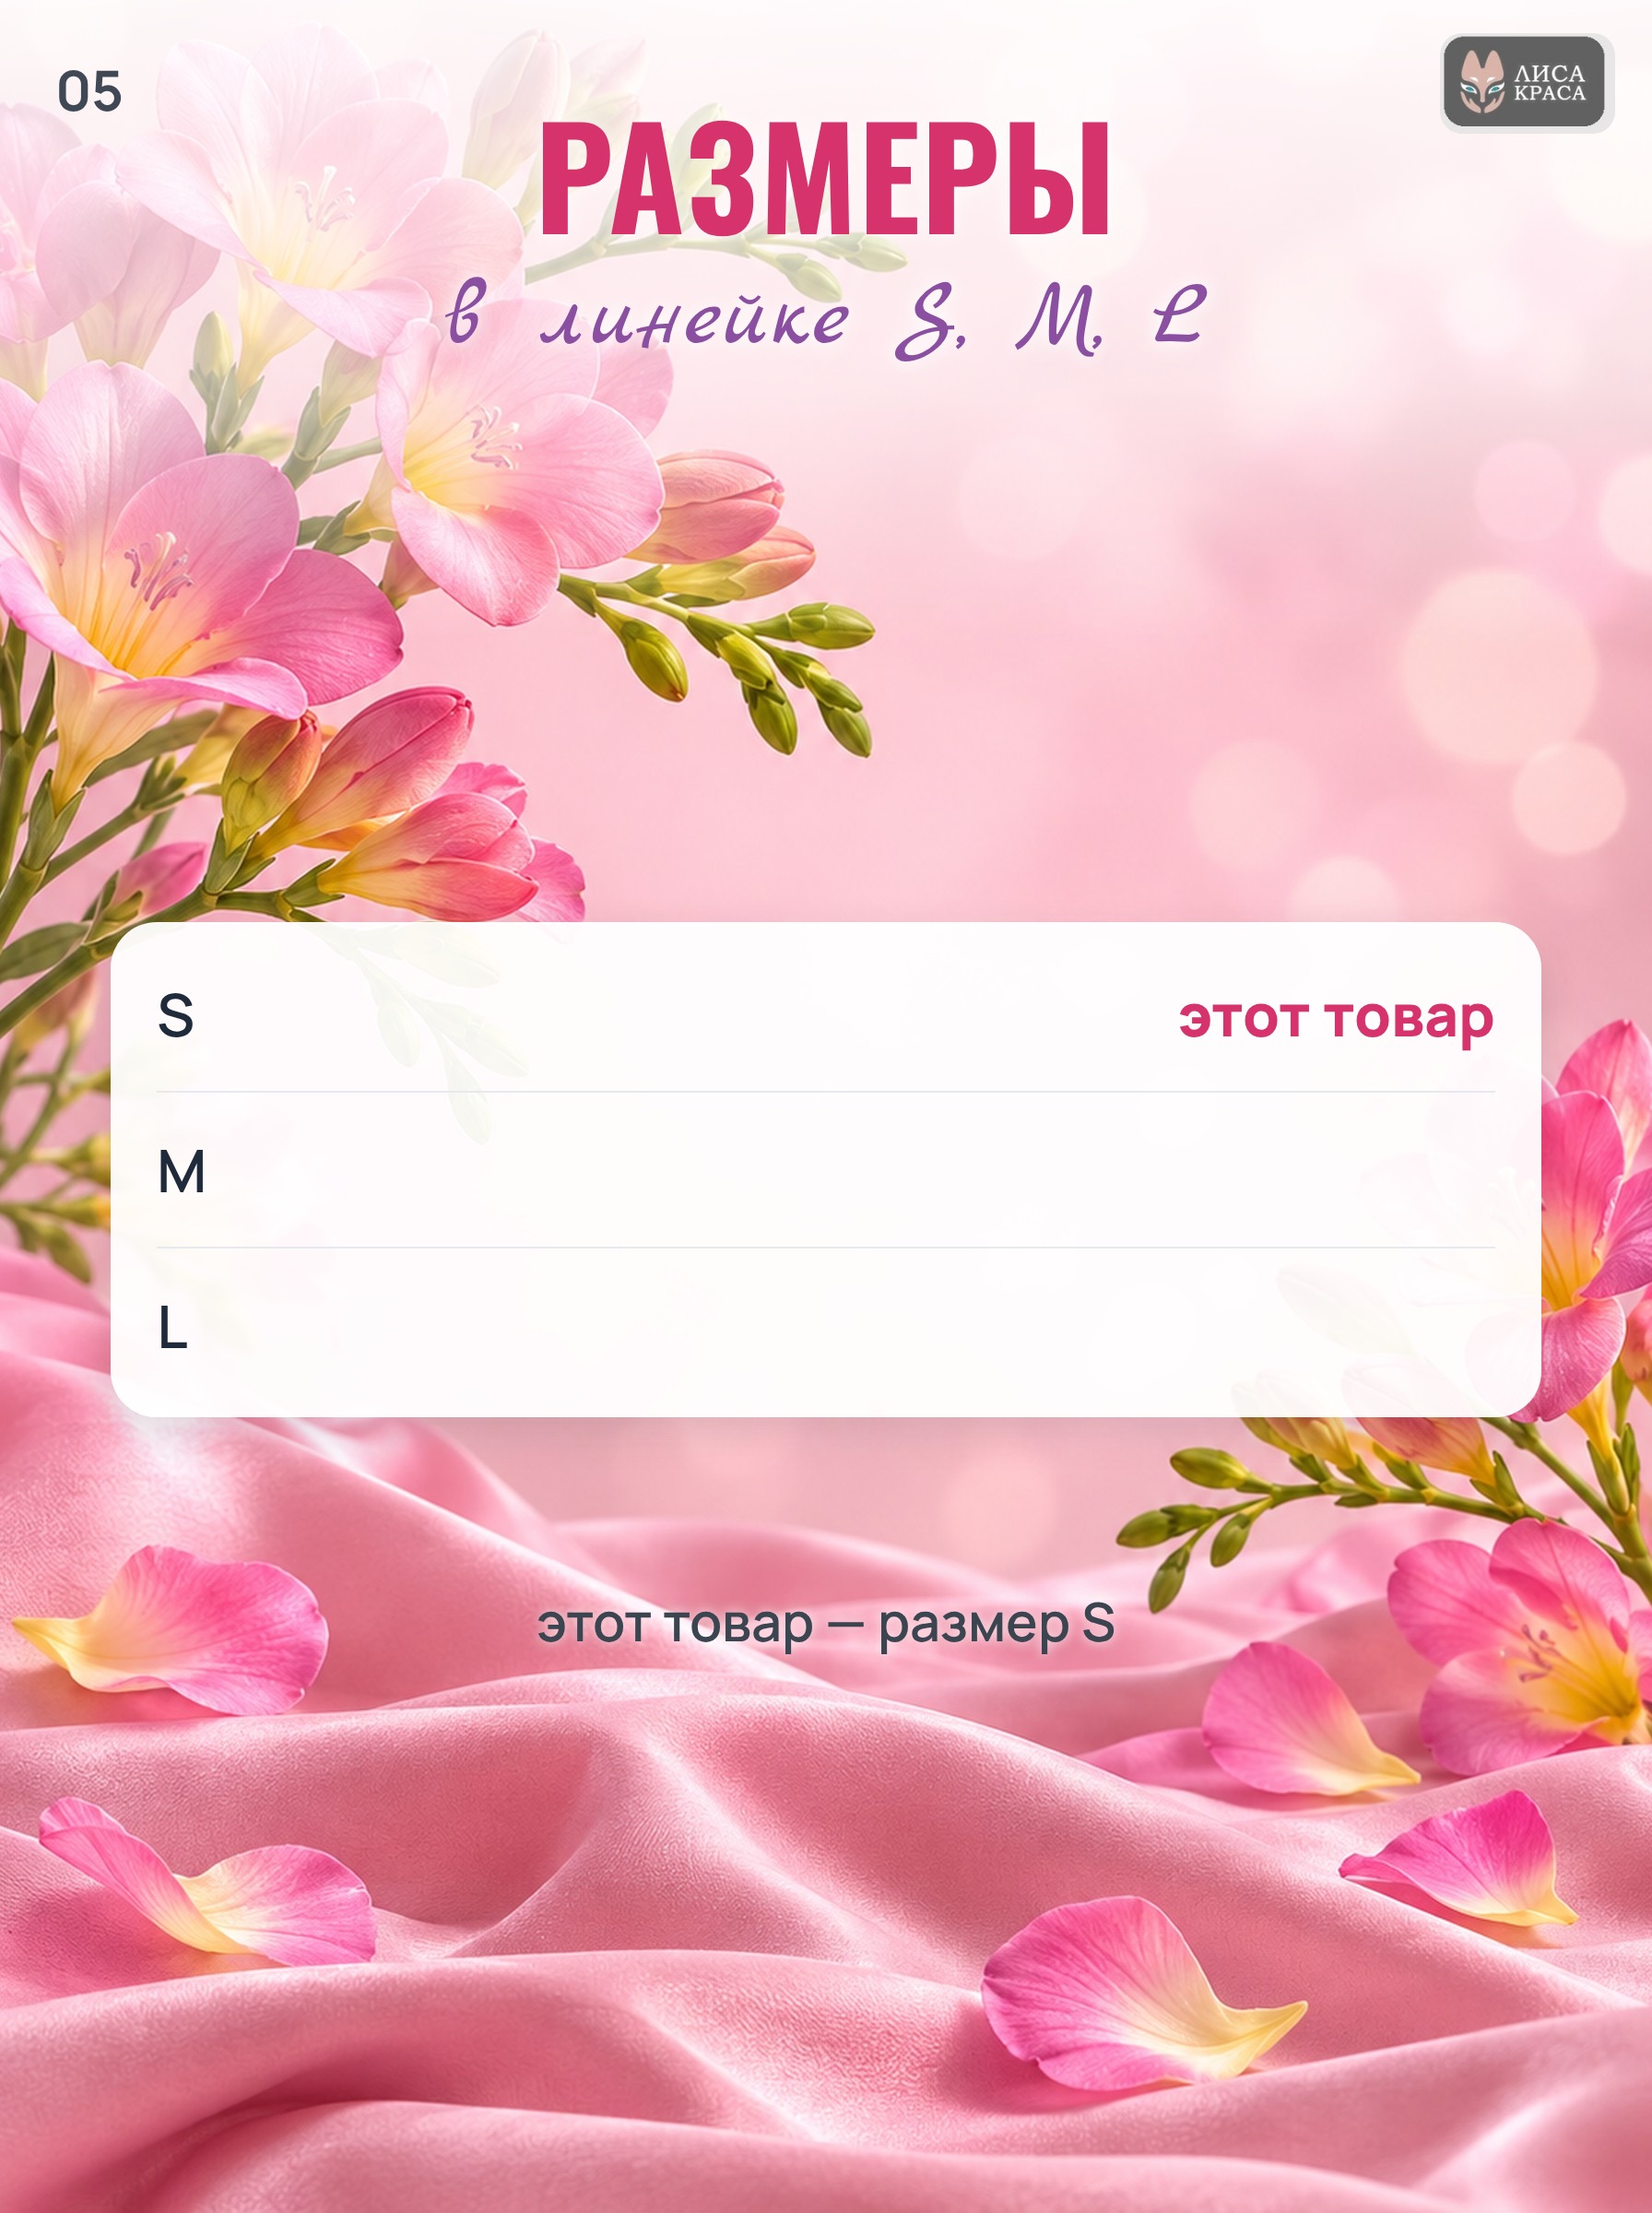 05
ЛИСА
КРАСА
РАЗМЕРЫ
в линейке S, M, L
S этот товар
M
L
этот товар — размер S